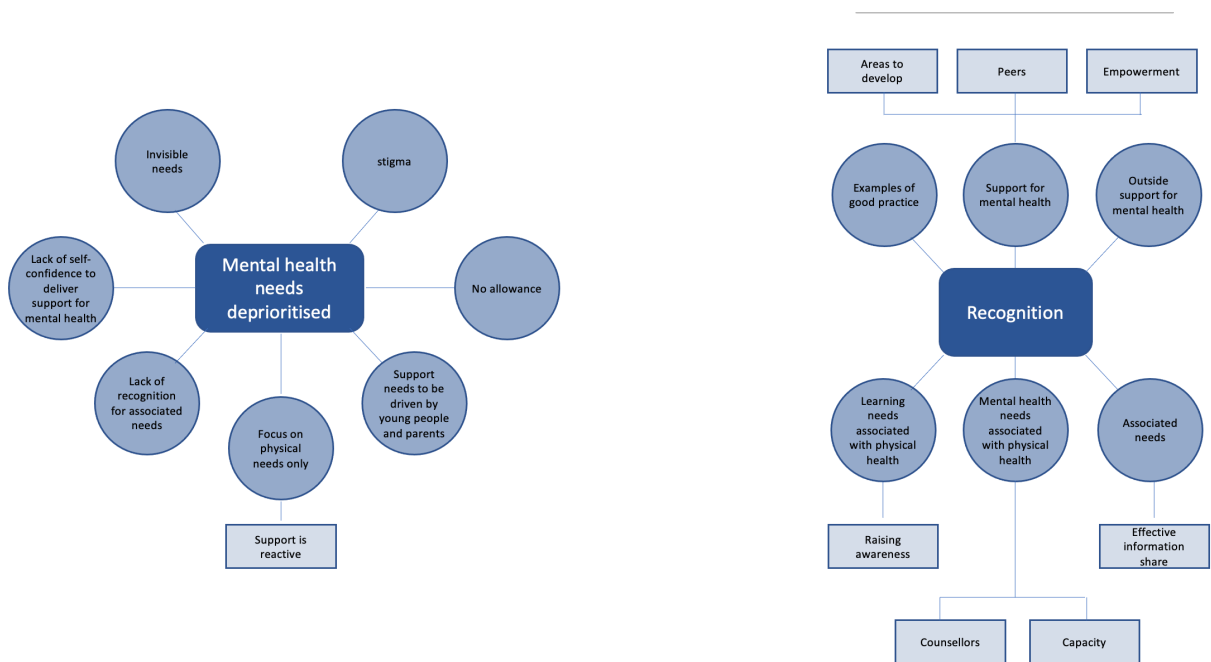 Invisible
needs
stigma
Lack of self-
confidence to
deliver
support for
mental health
Mental health
needs
deprioritised
No allowance
Lack of
recognition
for associated
needs
Focus on
physical
needs only
Support
needs to be
driven by
young people
and parents
Support is
reactive
Areas to
develop
Peers
Empowerment
Examples of
good practice
Support for
mental health
Outside
support for
mental health
Recognition
Learning
needs
associated
with physical
health
Mental health
needs
associated
with physical
health
Associated
needs
Raising
awareness
Effective
information
share
Counsellors
Capacity